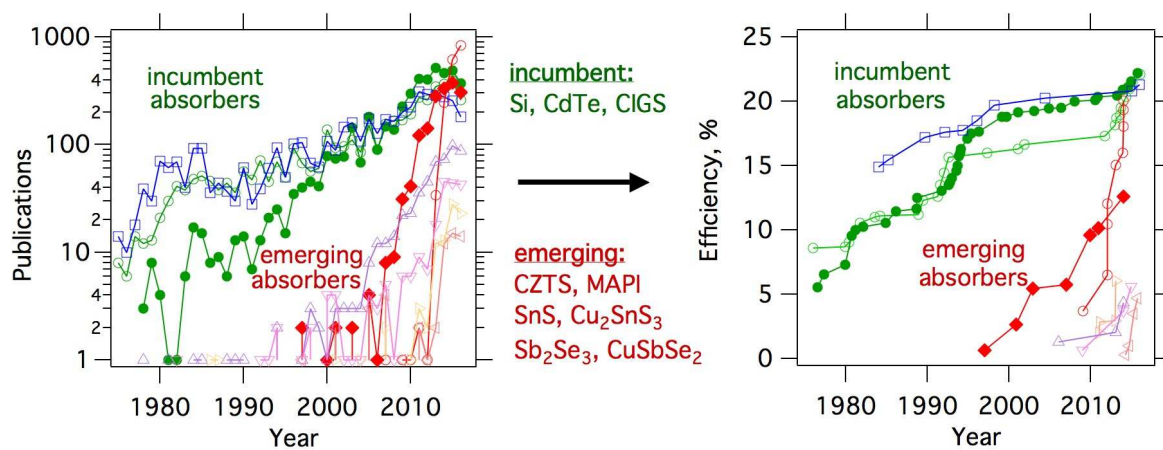 1000
4
2
100
4
2
10
4
2
1
Publications
1980
1990
2000
2010
Year
incumbent
absorbers
emerging
absorbers
incumbent:
Si, CdTe, CIGS
emerging:
CZTS, MAPI
SnS, Cu₂SnS₃
Sb₂Se₃, CuSbSe₂
25
20
15
10
5
0
Efficiency, %
1980
1990
2000
2010
Year
incumbent
absorbers
emerging
absorbers